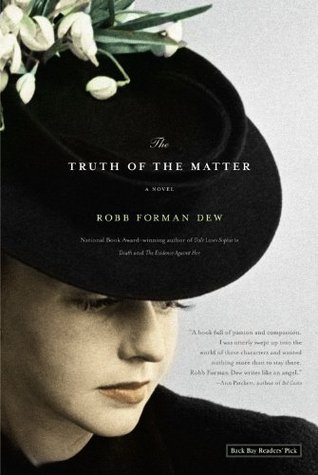 The
TRUTH OF THE MATTER
A NOVEL
ROBB FORMAN DEW
National Book Award-winning author of Dale Loves Sophie to
Death and The Evidence Against Her
"A book full of passion and compassion.
I was utterly swept up into the
world of these characters and wanted
nothing more than to stay there.
Robb Forman Dew writes like an angel."
—Ann Patchett, author of Bel Canto
Back Bay Readers' Pick